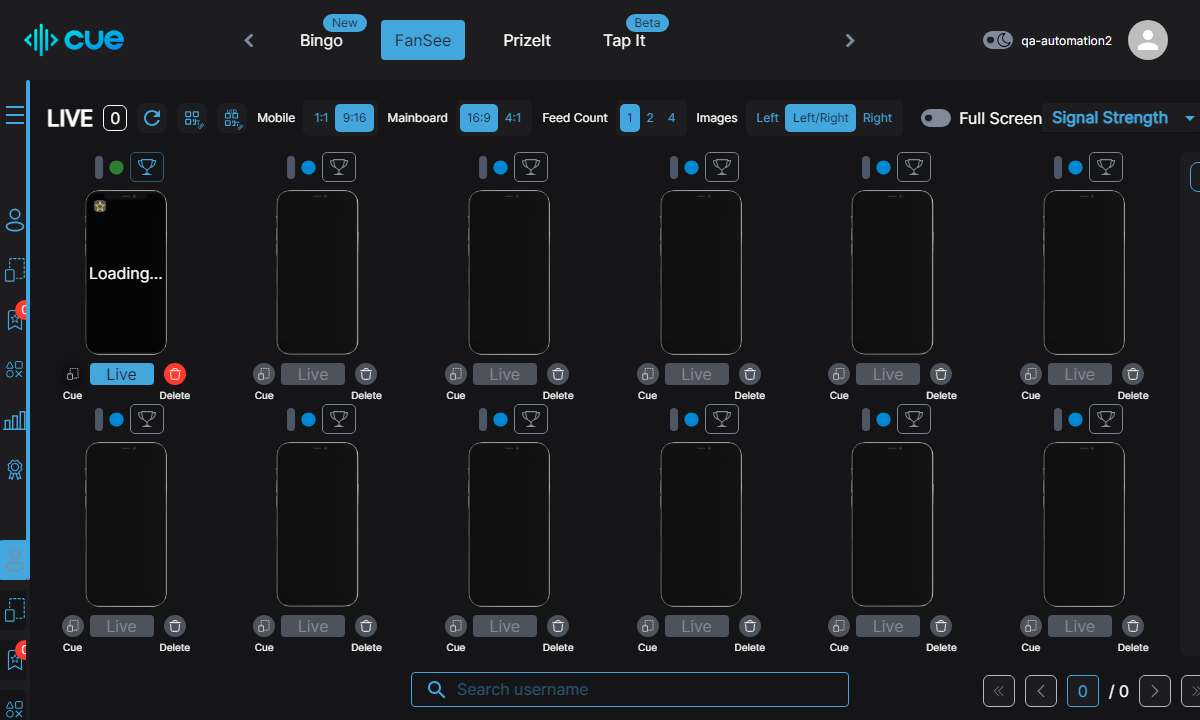 cue
Bingo
New
FanSee
PrizeIt
Tap It
Beta
qa-automation2
LIVE
0
Mobile
1:1
9:16
Mainboard
16:9
4:1
Feed Count
1
2
4
Images
Left
Left/Right
Right
Full Screen
Signal Strength
Loading...
Live
Live
Live
Live
Live
Live
Cue
Delete
Cue
Delete
Cue
Delete
Cue
Delete
Cue
Delete
Cue
Delete
Live
Live
Live
Live
Live
Live
Cue
Delete
Cue
Delete
Cue
Delete
Cue
Delete
Cue
Delete
Cue
Delete
Search username
0
/ 0